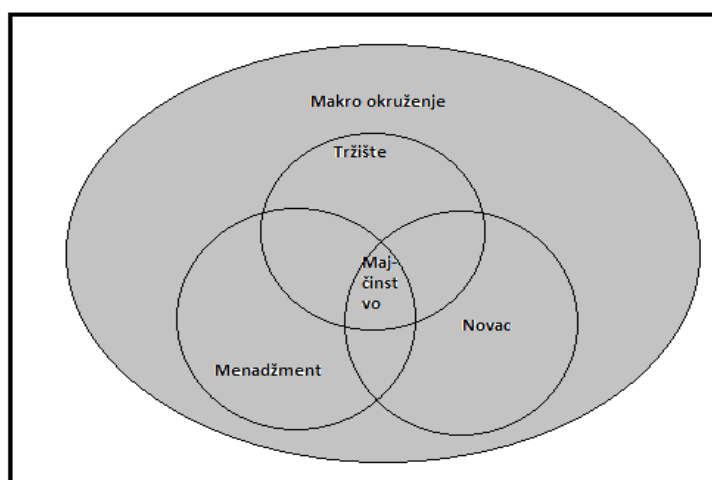 Makro okruženje
Tržište
Maj-
činst
vo
Novac
Menadžment